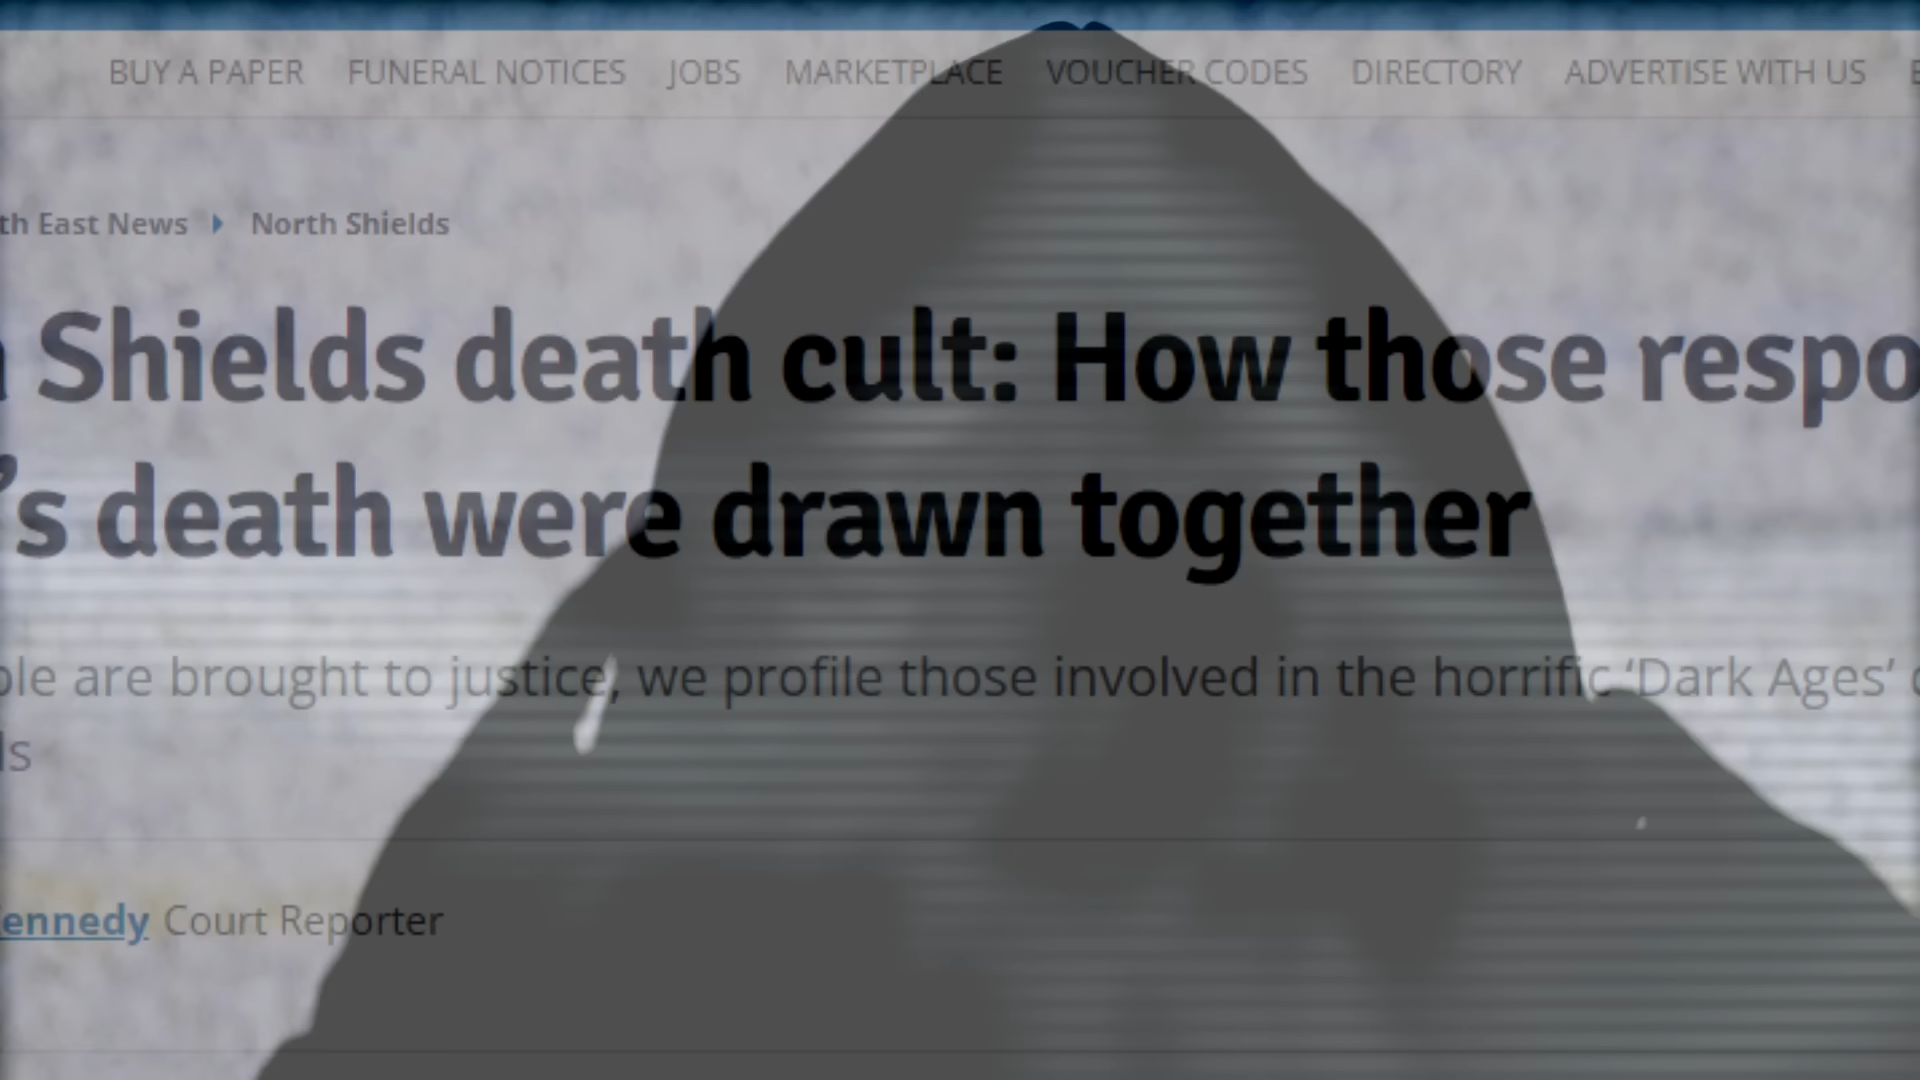 BUY A PAPER FUNERAL NOTICES JOBS MARKETPLACE VOUCHER CODES DIRECTORY ADVERTISE WITH US
th East News North Shields
Shields death cult: How those respo
's death were drawn together
ple are brought to justice, we profile those involved in the horrific ‘Dark Ages’
ls
ennedy Court Reporter